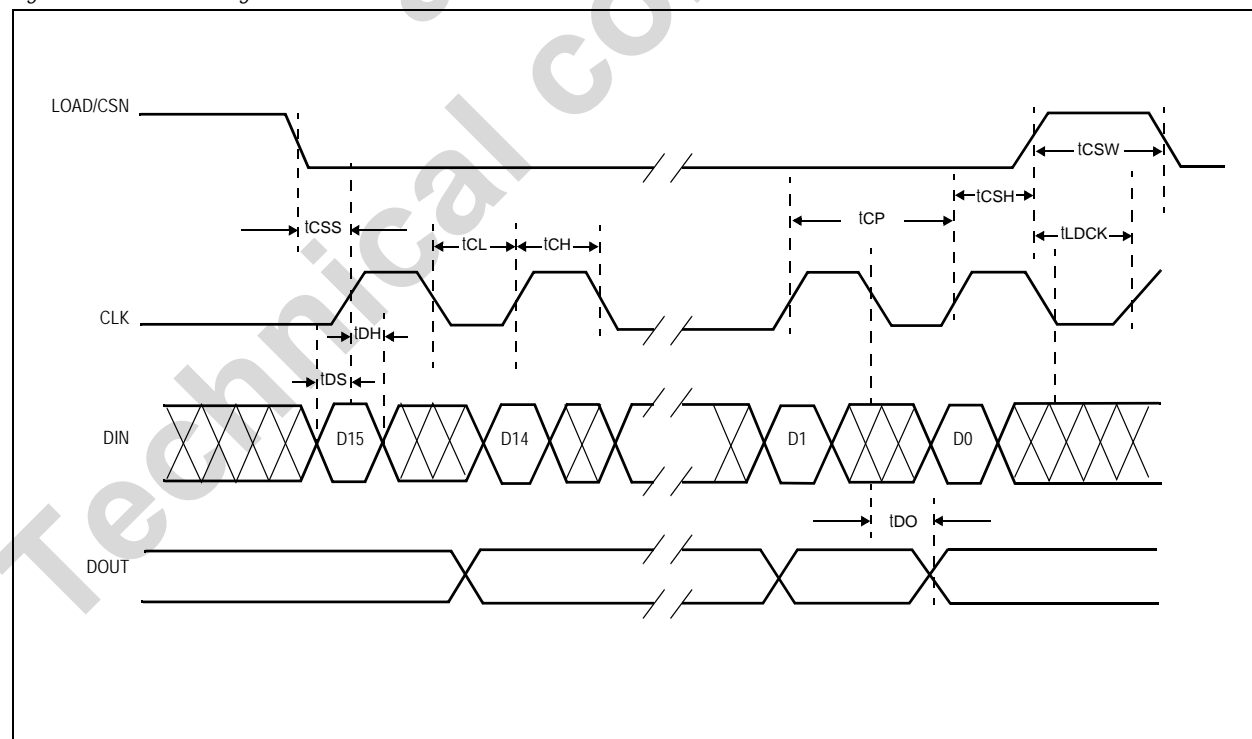 LOAD/CSN
tCSW
tCSH
tCP
tCSS
tLDCK
tCL
tCH
CLK
tDH
tDS
DIN
D15
D14
D1
D0
tDO
DOUT
Technical